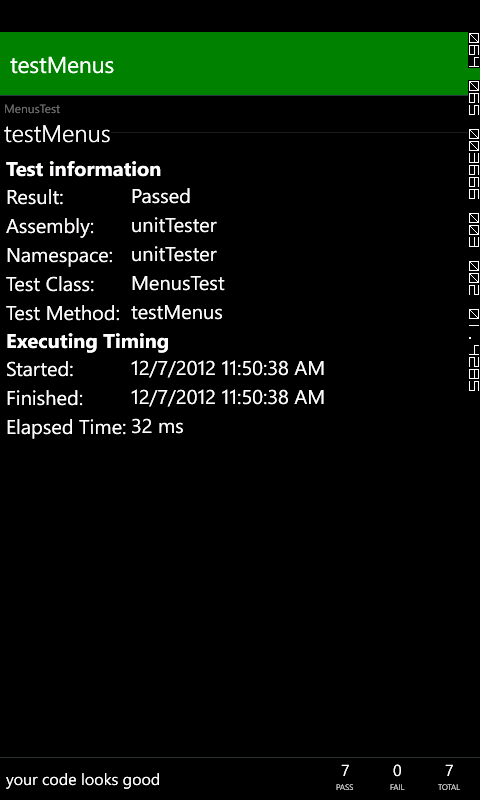 testMenus
MenusTest
testMenus
Test information
Result: Passed
Assembly: unitTester
Namespace: unitTester
Test Class: MenusTest
Test Method: testMenus
Executing Timing
Started: 12/7/2012 11:50:38 AM
Finished: 12/7/2012 11:50:38 AM
Elapsed Time: 32 ms
your code looks good
7 PASS
0 FAIL
7 TOTAL